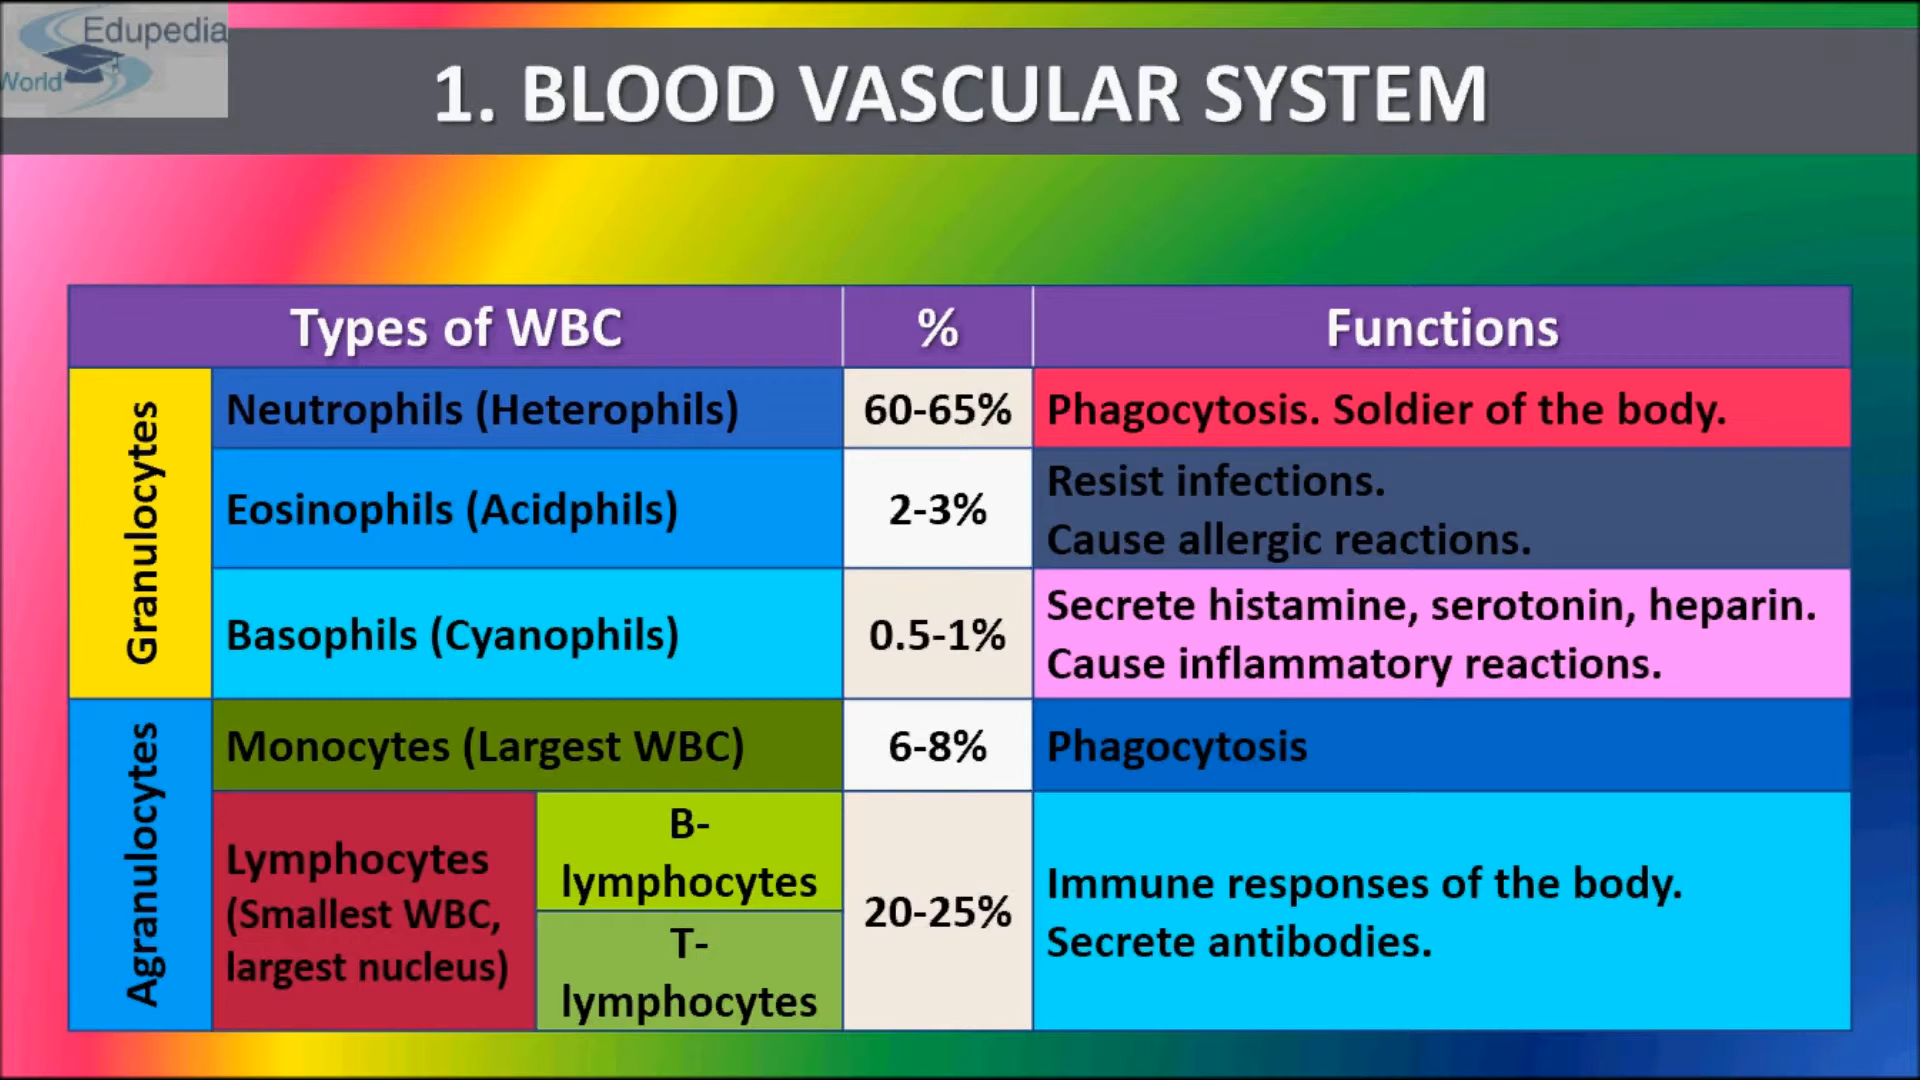 Edupedia
World
1. BLOOD VASCULAR SYSTEM
Types of WBC
%
Functions
Granulocytes
Neutrophils (Heterophils)
60-65%
Phagocytosis. Soldier of the body.
Eosinophils (Acidphils)
2-3%
Resist infections.
Cause allergic reactions.
Basophils (Cyanophils)
0.5-1%
Secrete histamine, serotonin, heparin.
Cause inflammatory reactions.
Agranulocytes
Monocytes (Largest WBC)
6-8%
Phagocytosis
Lymphocytes
(Smallest WBC,
largest nucleus)
B-
lymphocytes
T-
lymphocytes
20-25%
Immune responses of the body.
Secrete antibodies.